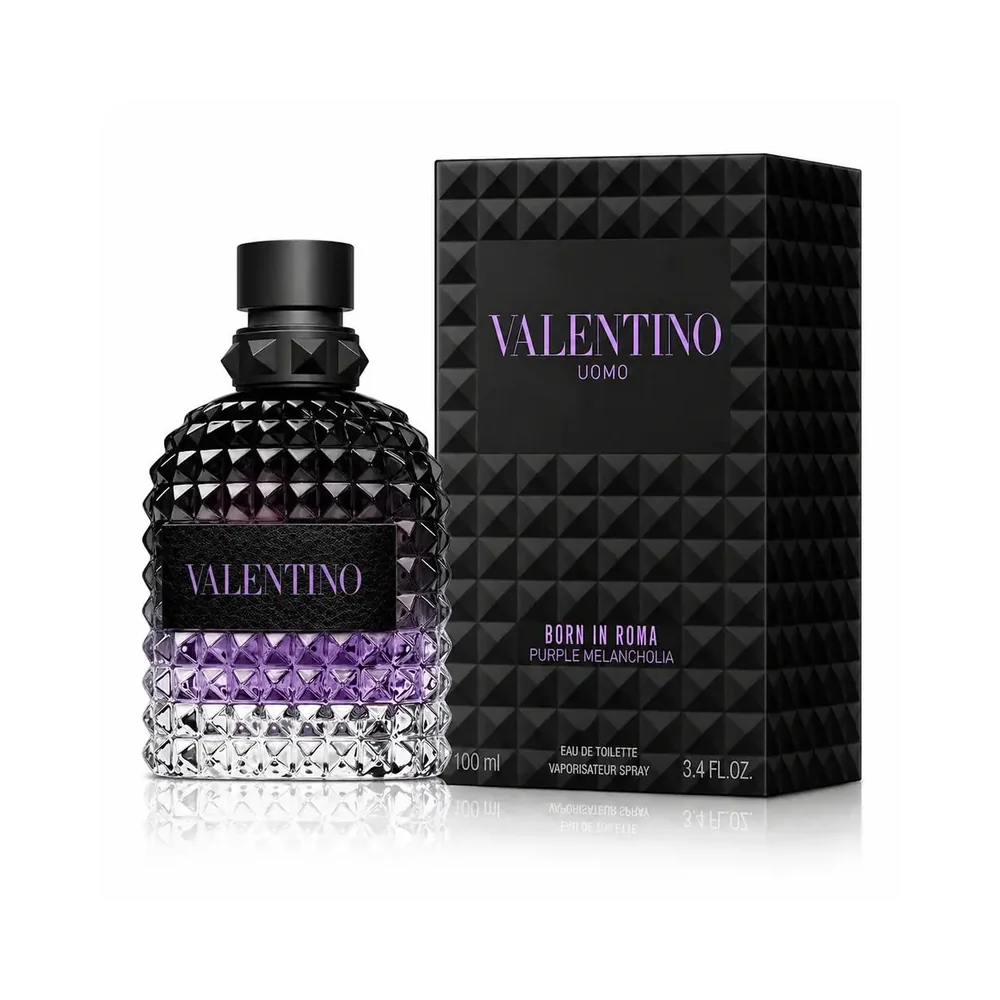 VALENTINO
VALENTINO
UOMO
BORN IN ROMA
PURPLE MELANCHOLIA
EAU DE TOILETTE
VAPORISATEUR SPRAY
100 ml
3.4 FL.OZ.